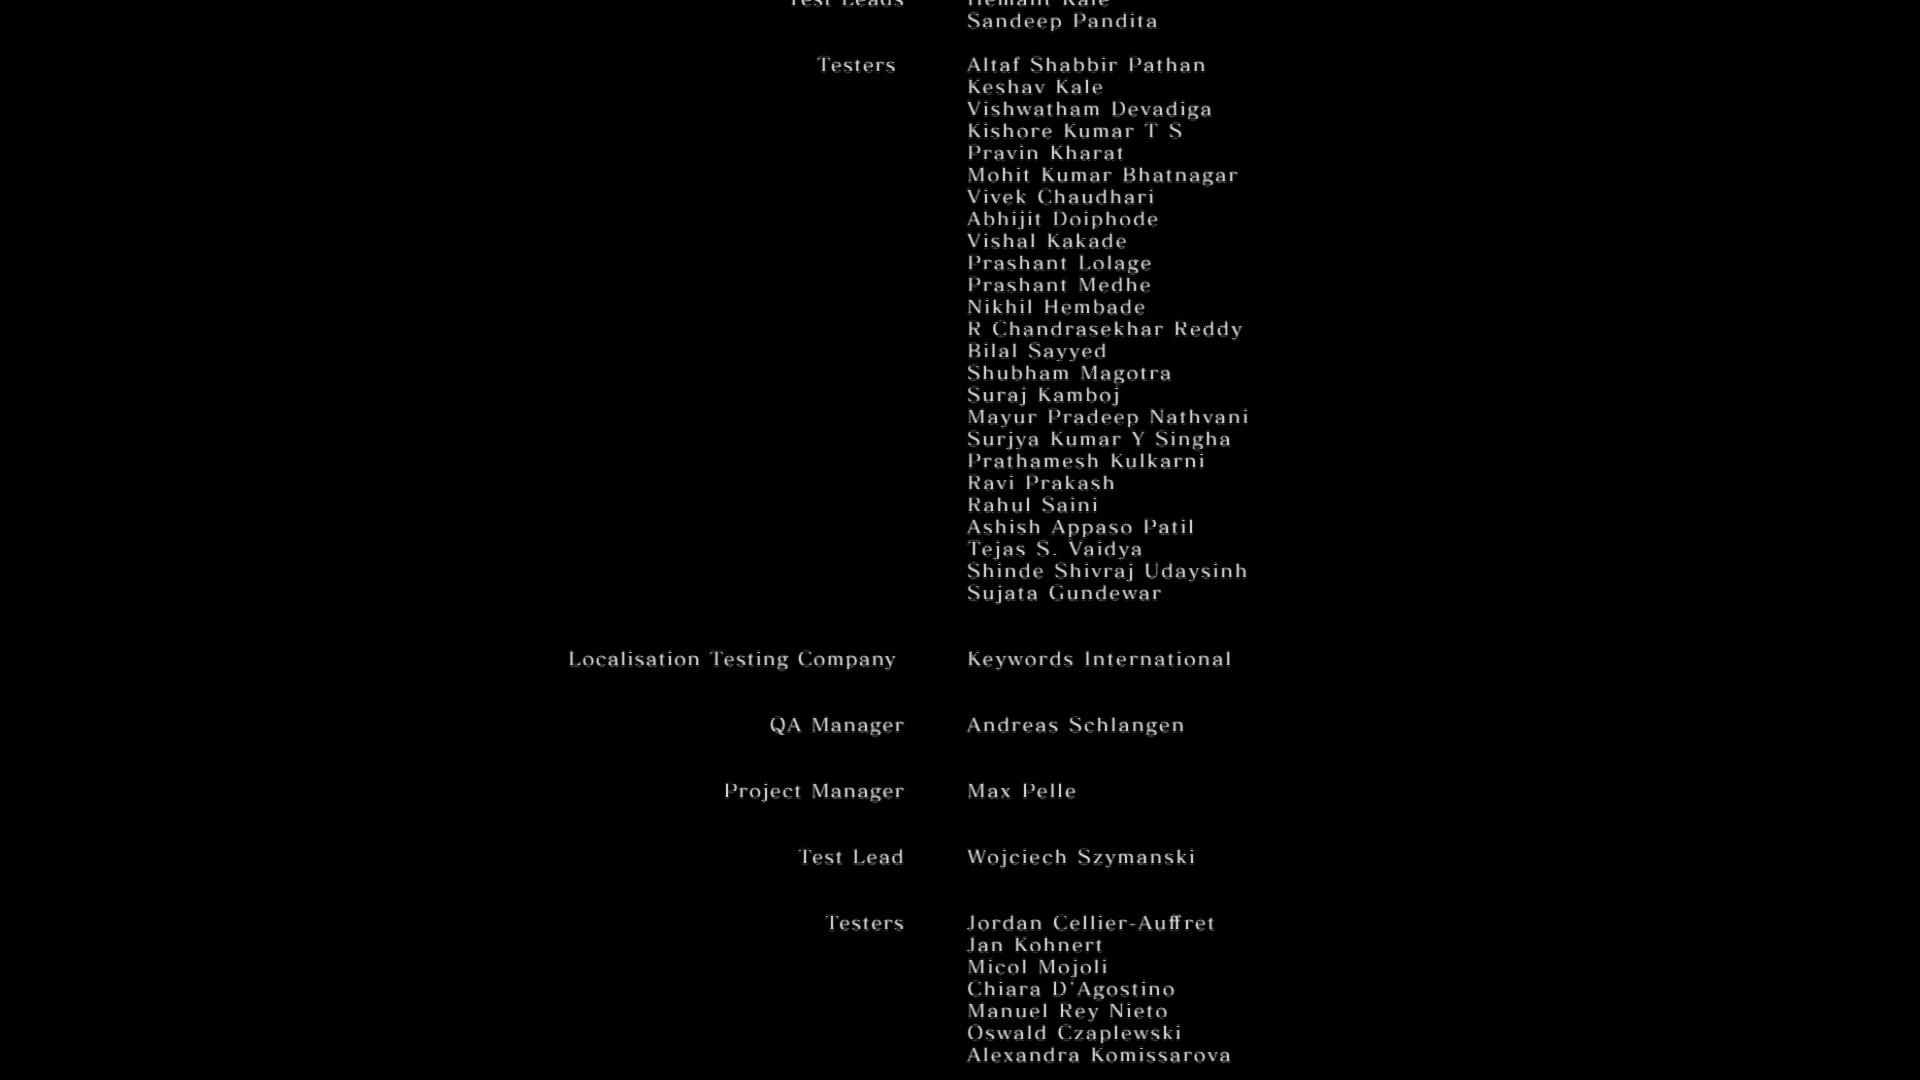 Test Leads Hemant Kale
Sandeep Pandita
Testers Altaf Shabbir Pathan
Keshav Kale
Vishwatham Devadiga
Kishore Kumar T S
Pravin Kharat
Mohit Kumar Bhatnagar
Vivek Chaudhari
Abhijit Doiphode
Vishal Kakade
Prashant Lolage
Prashant Medhe
Nikhil Hembade
R Chandrasekhar Reddy
Bilal Sayyed
Shubham Magotra
Suraj Kamboj
Mayur Pradeep Nathvani
Surjya Kumar Y Singha
Prathamesh Kulkarni
Ravi Prakash
Rahul Saini
Ashish Appaso Patil
Tejas S. Vaidya
Shinde Shivraj Udaysinh
Sujata Gundewar
Localisation Testing Company Keywords International
QA Manager Andreas Schlangen
Project Manager Max Pelle
Test Lead Wojciech Szymanski
Testers Jordan Cellier-Auffret
Jan Kohnert
Micol Mojoli
Chiara D'Agostino
Manuel Rey Nieto
Oswald Czaplewski
Alexandra Komissarova